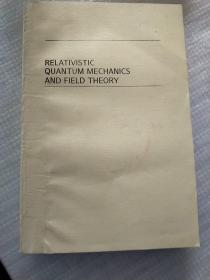 RELATIVISTIC
QUANTUM MECHANICS
AND FIELD THEORY